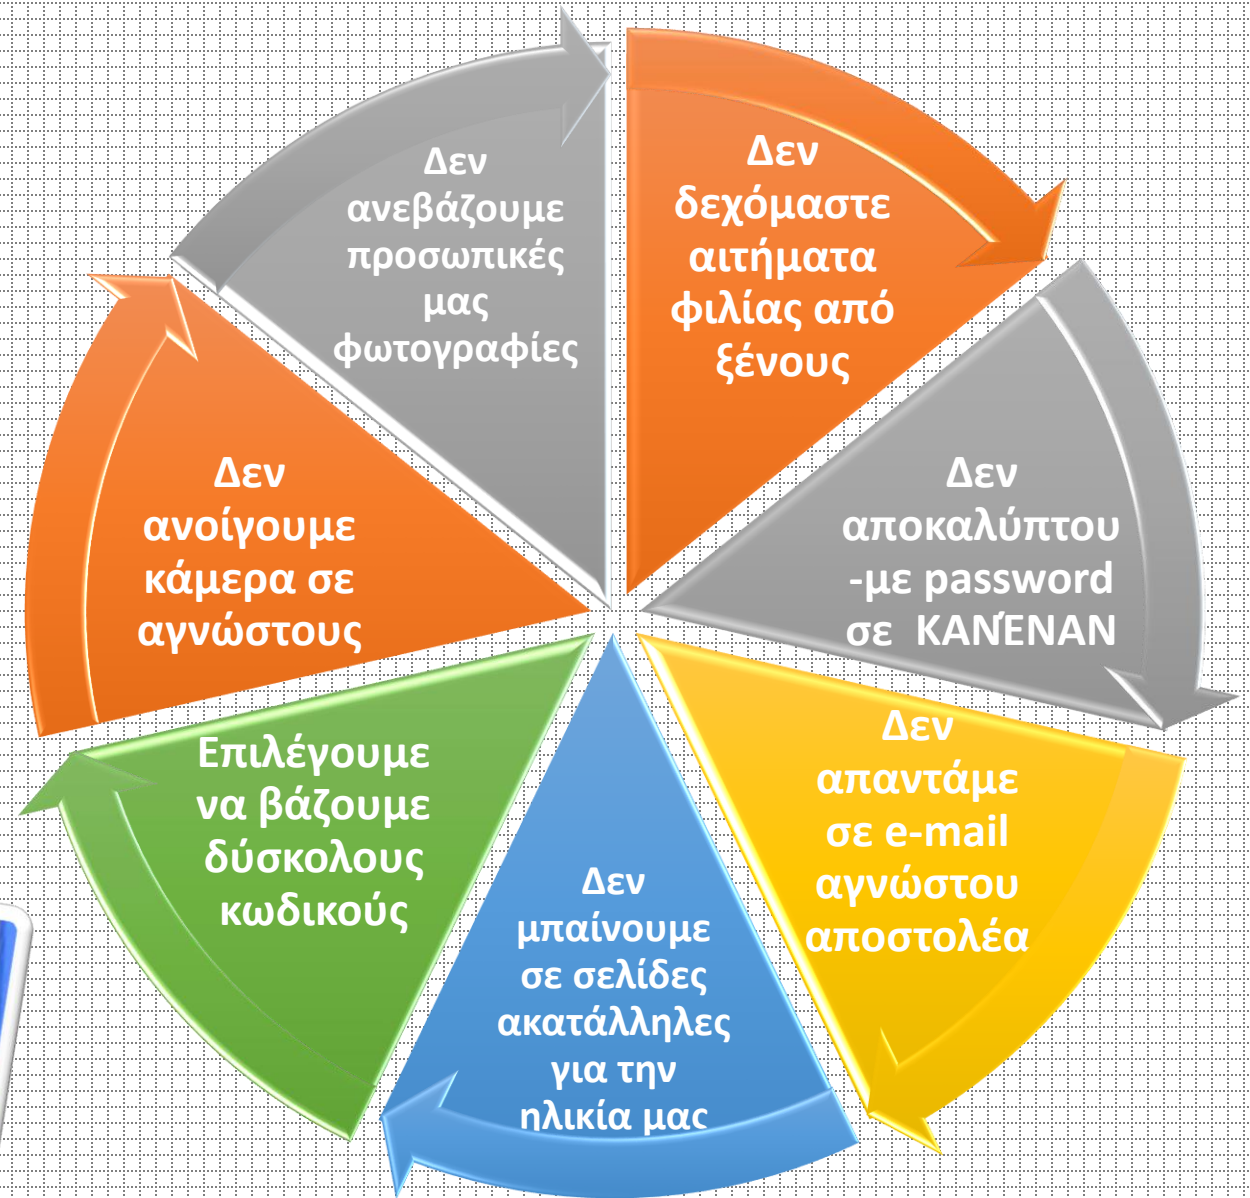 Δεν
δεχόμαστε
αιτήματα
φιλίας από
ξένους
Δεν
αποκαλύπτου
-με password
σε ΚΑΝΈΝΑΝ
Δεν
απαντάμε
σε e-mail
αγνώστου
αποστολέα
Δεν
μπαίνουμε
σε σελίδες
ακατάλληλες
για την
ηλικία μας
Επιλέγουμε
να βάζουμε
δύσκολους
κωδικούς
Δεν
ανοίγουμε
κάμερα σε
αγνώστους
Δεν
ανεβάζουμε
προσωπικές
μας
φωτογραφίες